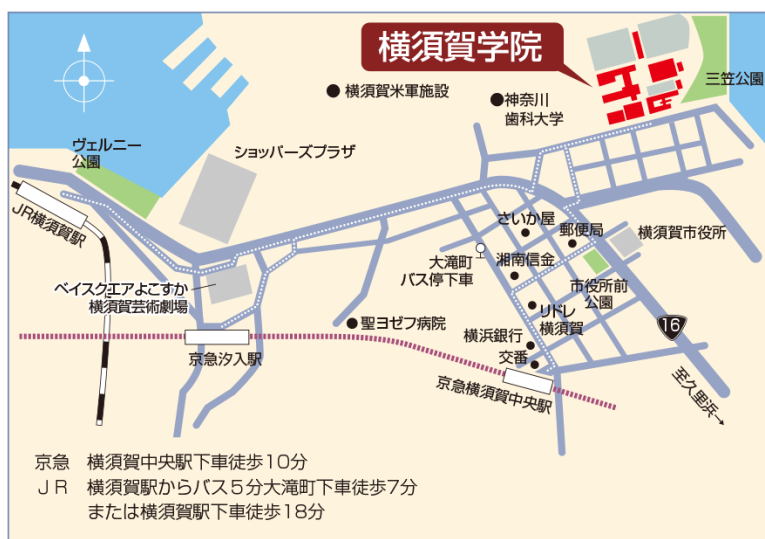 横須賀学院
三笠公園
横須賀米軍施設
神奈川
歯科大学
ヴェルニー
公園
ショッパーズプラザ
JR横須賀駅
さいか屋
郵便局
横須賀市役所
大滝町
バス停下車
湘南信金
市役所前
公園
ベイスクエアよこすか
横須賀芸術劇場
リドレ
横須賀
聖ヨゼフ病院
横浜銀行
16
京急汐入駅
交番
京急横須賀中央駅
至久里浜→
京急 横須賀中央駅下車徒歩10分
JR 横須賀駅からバス5分大滝町下車徒歩7分
または横須賀駅下車徒歩18分